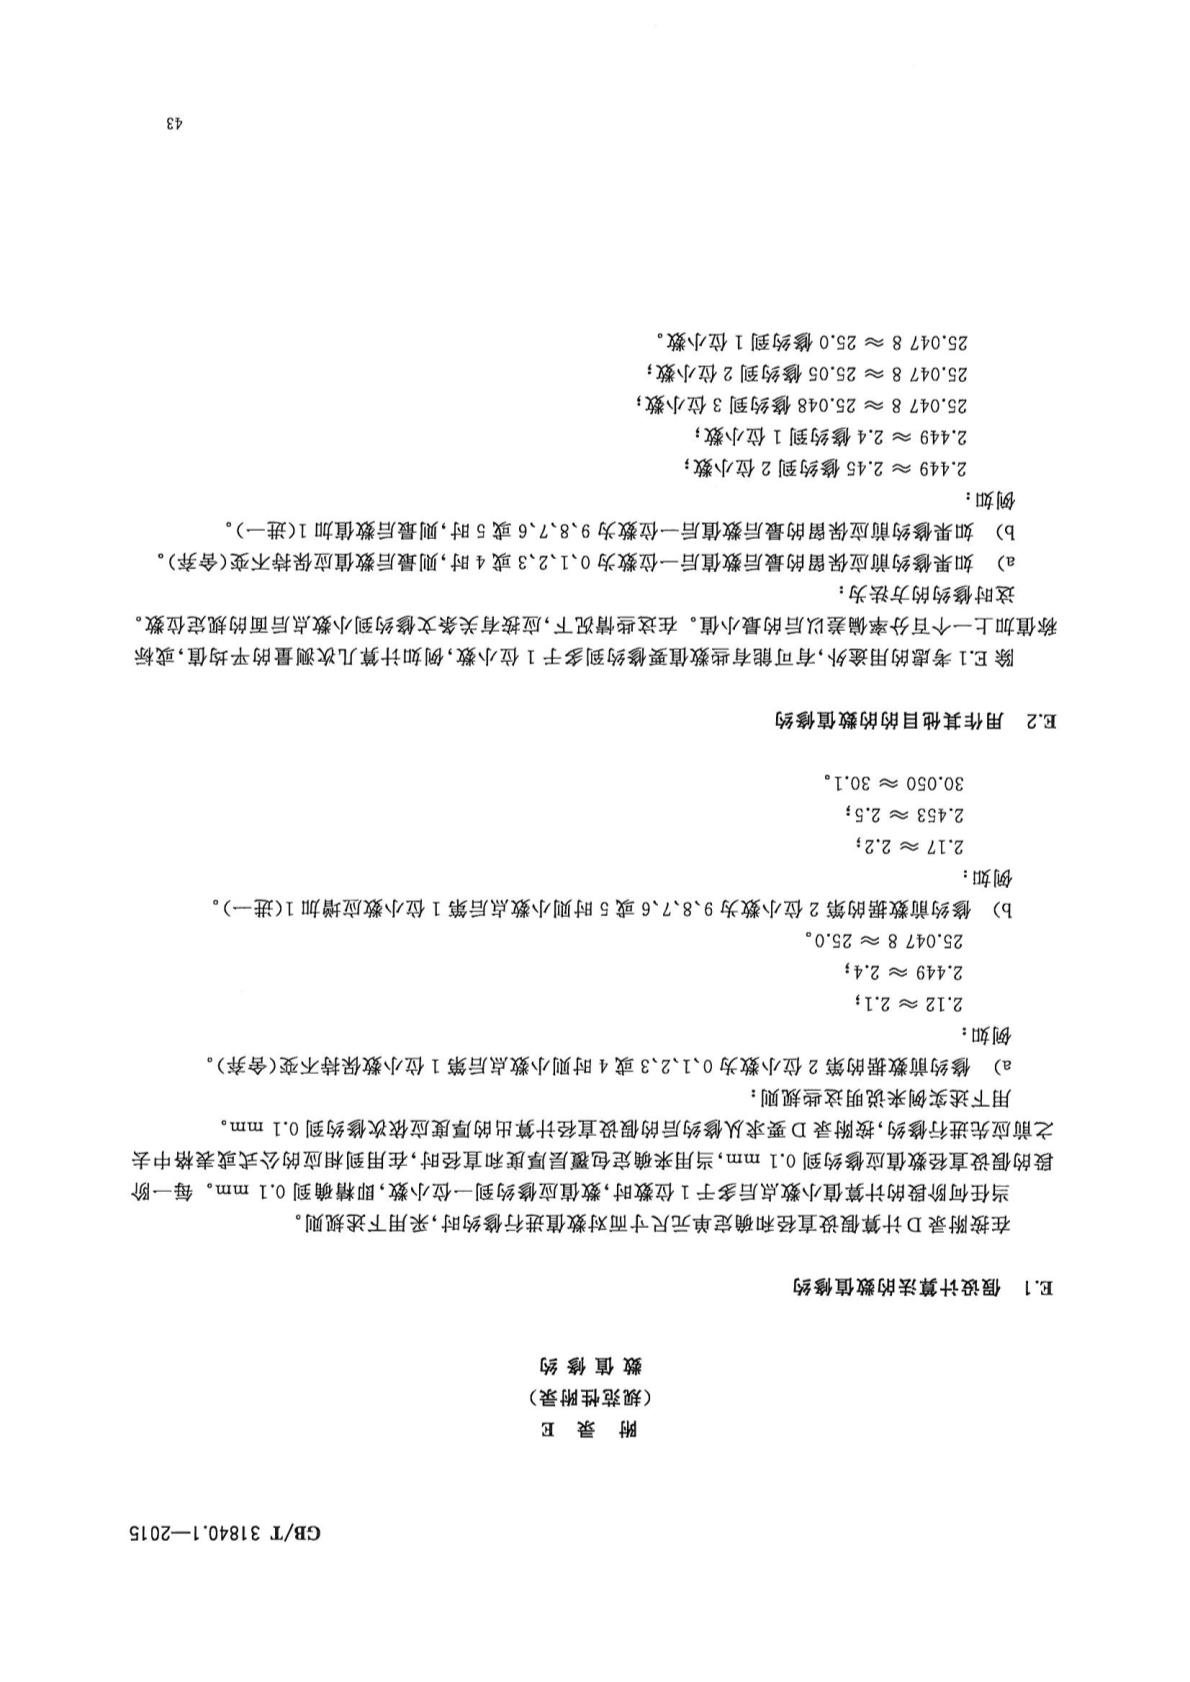 GB/T 31840.1—2015
附 录 E
(规范性附录)
数 值 修 约
E.1 假设计算法的数值修约
在按附录 D 计算假设直径和确定单元尺寸而对数值进行修约时,采用下述规则。
当任何阶段的计算值小数点后多于 1 位数时,数值应修约到一位小数,即精确到 0.1 mm。每一阶
段的假设直径数值应修约到 0.1 mm,当用来确定包覆层厚度和直径时,在用到相应的公式或表格中去
之前应先进行修约,按附录 D 要求从修约后的假设直径计算出的厚度应依次修约到 0.1 mm。
用下述实例来说明这些规则:
a) 修约前数据的第 2 位小数为 0、1、2、3 或 4 时则小数点后第 1 位小数保持不变(舍弃)。
例如:
2.12 ≈ 2.1;
2.449 ≈ 2.4;
25.047 8 ≈ 25.0。
b) 修约前数据的第 2 位小数为 9、8、7、6 或 5 时则小数点后第 1 位小数应增加 1(进一)。
例如:
2.17 ≈ 2.2;
2.453 ≈ 2.5;
30.050 ≈ 30.1。
E.2 用作其他目的的数值修约
除 E.1 考虑的用途外,有可能有些数值要修约到多于 1 位小数,例如计算几次测量的平均值,或标
称值加上一个百分率偏差以后的最小值。在这些情况下,应按有关条文修约到小数点后面的规定位数。
这时修约的方法为:
a) 如果修约前应保留的最后数值后一位数为 0、1、2、3 或 4 时,则最后数值应保持不变(舍弃)。
b) 如果修约前应保留的最后数值后一位数为 9、8、7、6 或 5 时,则最后数值加 1(进一)。
例如:
2.449 ≈ 2.45 修约到 2 位小数;
2.449 ≈ 2.4 修约到 1 位小数;
25.047 8 ≈ 25.048 修约到 3 位小数;
25.047 8 ≈ 25.05 修约到 2 位小数;
25.047 8 ≈ 25.0 修约到 1 位小数。
43